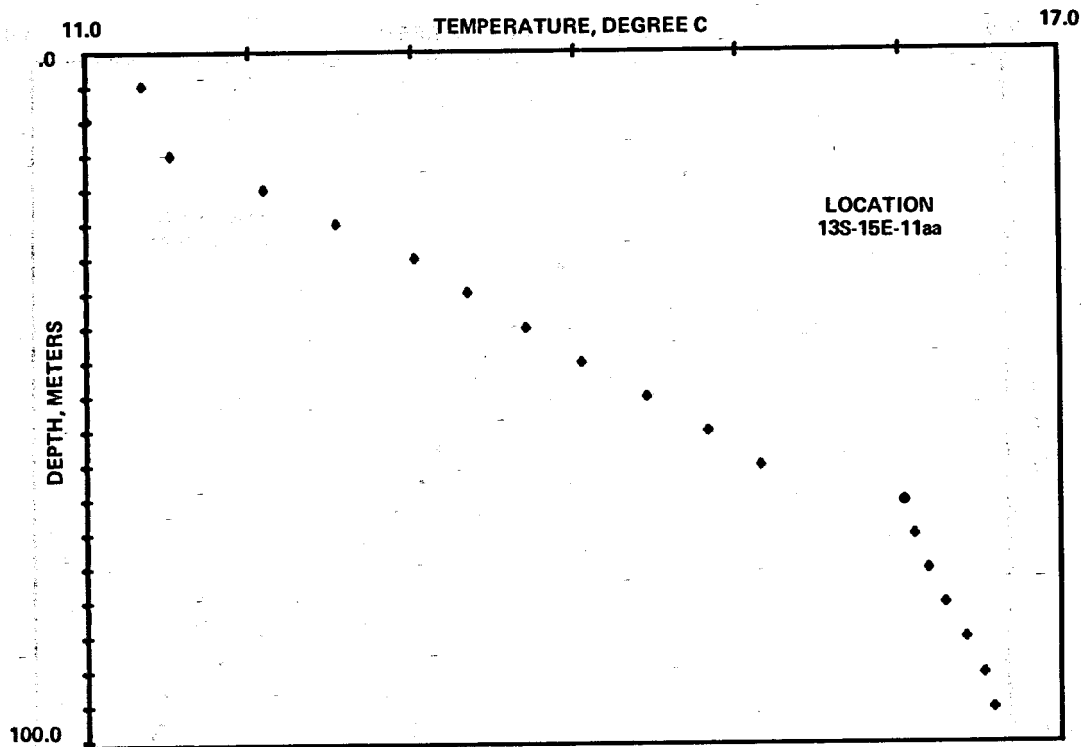 11.0
TEMPERATURE, DEGREE C
17.0
.0
LOCATION
13S-15E-11aa
DEPTH, METERS
100.0